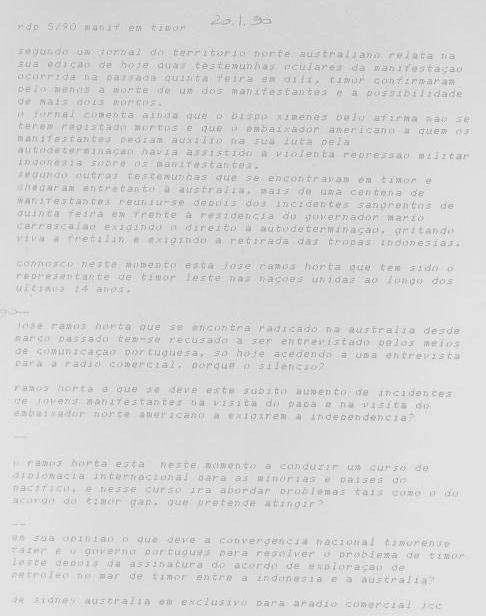 20.1.90
rdp 5/90 manif em timor
segundo um jornal do territorio norte australiano relata na
sua edição de hoje duas testemunhas oculares da manifestação
ocorrida na passada quinta feira em dili, timor confirmaram
pelo menos a morte de um dos manifestantes e a possibilidade
de mais dois mortos.
o jornal comenta ainda que o bispo ximenes belo afirma nao se
terem registado mortos e que o embaixador americano a quem os
manifestantes pediam auxilio na sua luta pela
autodeterminação havia assistido a violenta repressao militar
indonesia sobre os manifestantes.
segundo outras testemunhas que se encontravam em timor e
chegaram entretanto à australia, mais de uma centena de
manifestantes reuniu-se depois dos incidentes sangrentos de
quinta feira em frente à residencia do governador mario
carrascalao exigindo o direito à autodeterminação, gritando
viva a fretilin e exigindo a retirada das tropas indonesias.
connosco neste momento esta jose ramos horta que tem sido o
representante de timor leste nas nações unidas ao longo dos
ultimos 14 anos.
jose ramos horta que se encontra radicado na australia desde
março passado tem-se recusado a ser entrevistado pelos meios
de comunicação portuguesa, so hoje acedendo a uma entrevista
para a radio comercial. porquê o silencio?
ramos horta a que se deve este subito aumento de incidentes
de jovens manifestantes na visita do papa e na visita do
embaixador norte americano a exigirem a independencia?
--
o ramos horta esta neste momento a conduzir um curso de
diplomacia internacional para as minorias e paises do
pacifico, e nesse curso ira abordar problemas tais como o do
acordo do timor gap. que pretende atingir?
--
em sua opiniao o que deve a convergencia nacional timorense
fazer e o governo português para resolver o problema de timor
leste depois da assinatura do acordo de exploração de
petroleo no mar de timor entre a indonesia e a australia?
de sidney australia em exclusivo para aradio comercial jcc